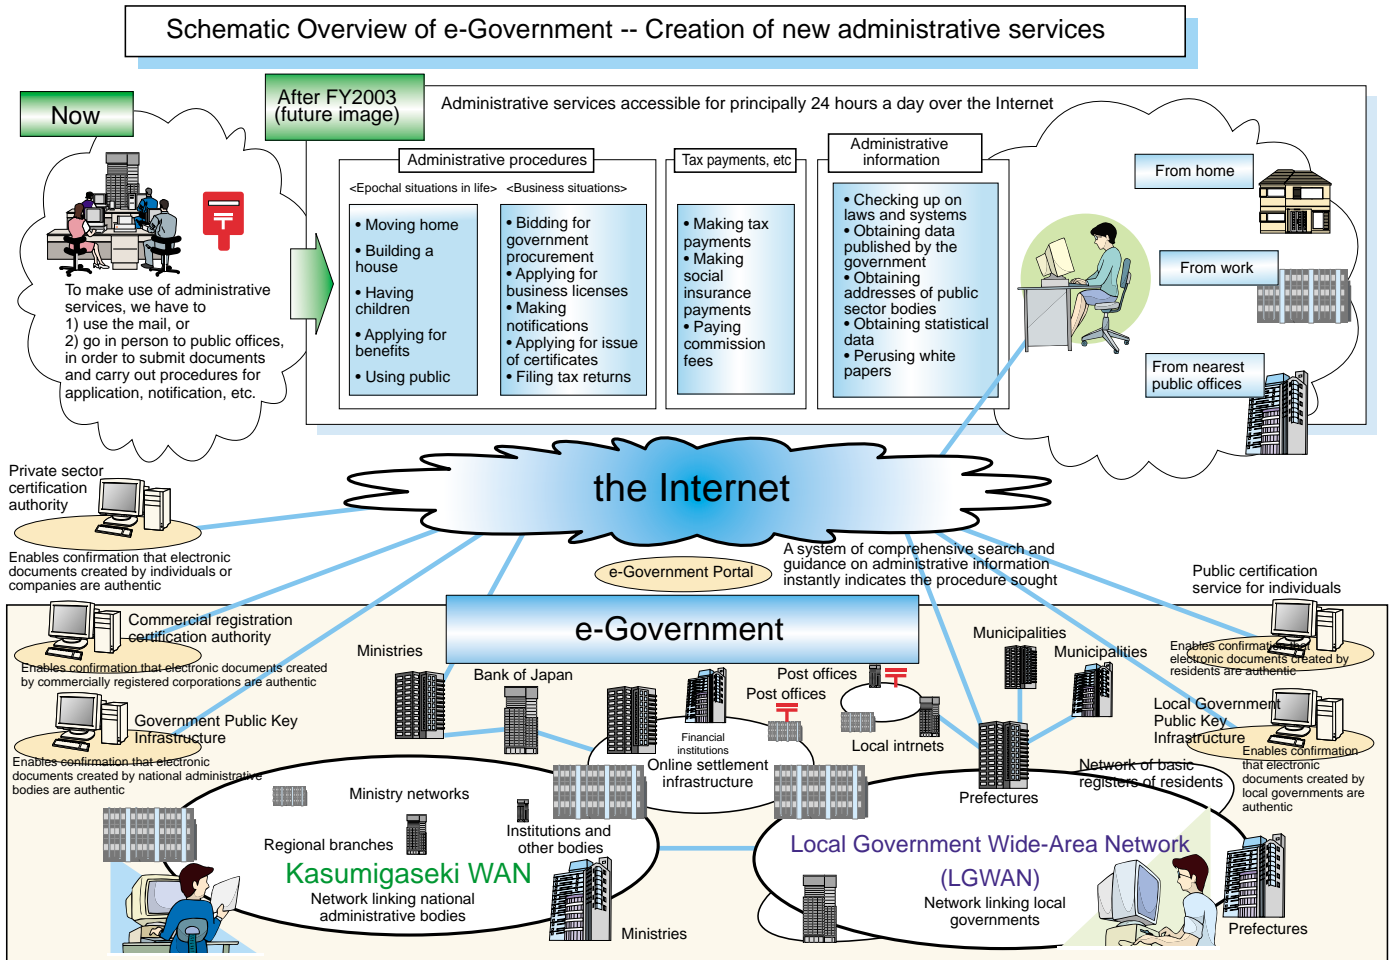 Schematic Overview of e-Government -- Creation of new administrative services
Now
To make use of administrative
services, we have to
1) use the mail, or
2) go in person to public offices,
in order to submit documents
and carry out procedures for
application, notification, etc.
After FY2003
(future image)
Administrative services accessible for principally 24 hours a day over the Internet
Administrative procedures
<Epochal situations in life>
• Moving home
• Building a
house
• Having
children
• Applying for
benefits
• Using public
<Business situations>
• Bidding for
government
procurement
• Applying for
business licenses
• Making
notifications
• Applying for issue
of certificates
• Filing tax returns
Tax payments, etc
• Making tax
payments
• Making
social
insurance
payments
• Paying
commission
fees
Administrative
information
• Checking up on
laws and systems
• Obtaining data
published by the
government
• Obtaining
addresses of public
sector bodies
• Obtaining statistical
data
• Perusing white
papers
From home
From work
From nearest
public offices
the Internet
Private sector
certification
authority
Enables confirmation that electronic
documents created by individuals or
companies are authentic
e-Government Portal
A system of comprehensive search and
guidance on administrative information
instantly indicates the procedure sought
Public certification
service for individuals
Enables confirmation that
electronic documents created by
residents are authentic
e-Government
Commercial registration
certification authority
Enables confirmation that electronic documents created
by commercially registered corporations are authentic
Government Public Key
Infrastructure
Enables confirmation that electronic
documents created by national administrative
bodies are authentic
Ministries
Bank of Japan
Post offices
Post offices
Financial
institutions
Online settlement
infrastructure
Local intrnets
Municipalities
Municipalities
Prefectures
Local Government
Public Key
Infrastructure
Enables confirmation
that electronic
documents created by
local governments are
authentic
Network of basic
registers of residents
Ministry networks
Regional branches
Institutions and
other bodies
Kasumigaseki WAN
Network linking national
administrative bodies
Ministries
Local Government Wide-Area Network
(LGWAN)
Network linking local
governments
Prefectures